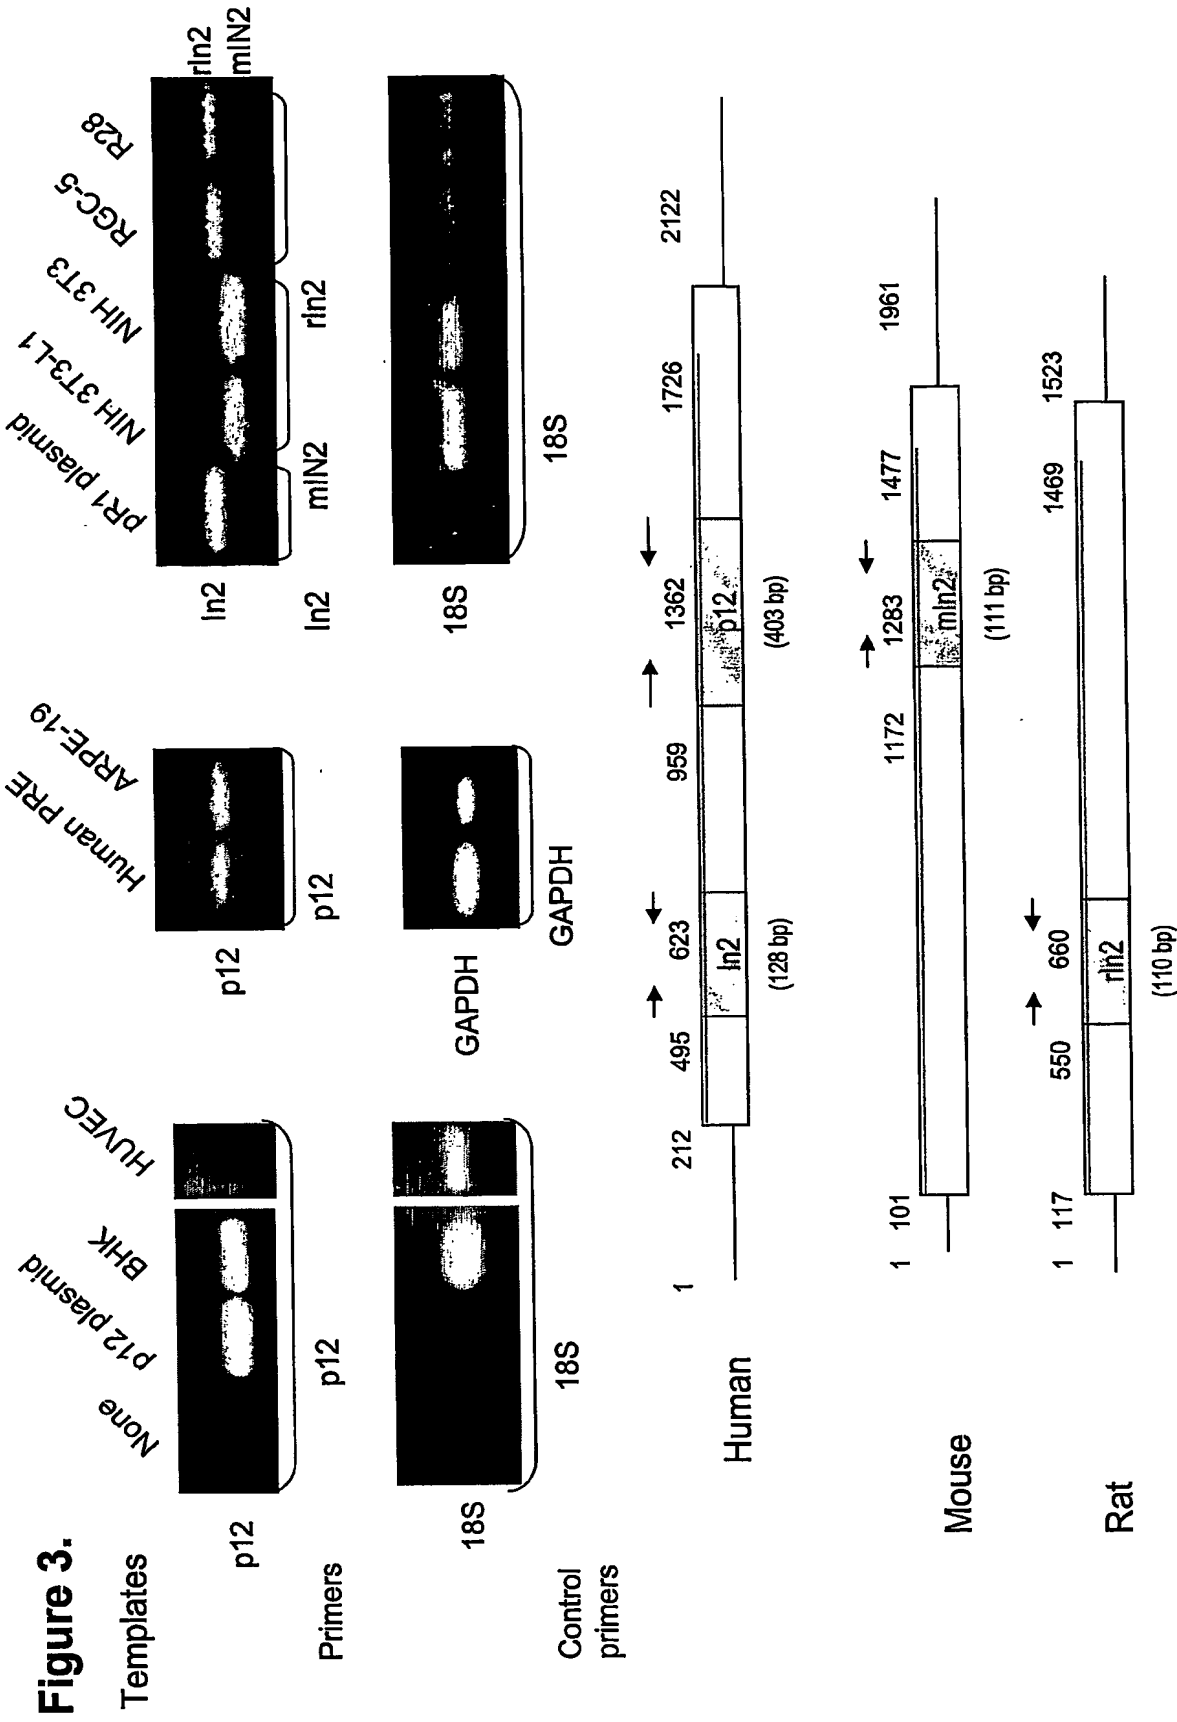 Figure 3.
Templates
None
p12 plasmid
BHK
HUVEC
Human PRE
ARPE-19
pR1 plasmid
NIH 3T3-L1
NIH 3T3
RGC-5
R28
p12
p12
In2
rIn2
mIN2
Primers
p12
p12
In2
mIN2
rIn2
18S
GAPDH
18S
Control
primers
18S
GAPDH
18S
Human
1
212
495
623
959
1362
1726
2122
In2
p12
(128 bp)
(403 bp)
Mouse
1
101
1172
1283
1477
1961
mIn2
(111 bp)
Rat
1
117
550
660
1469
1523
rIn2
(110 bp)